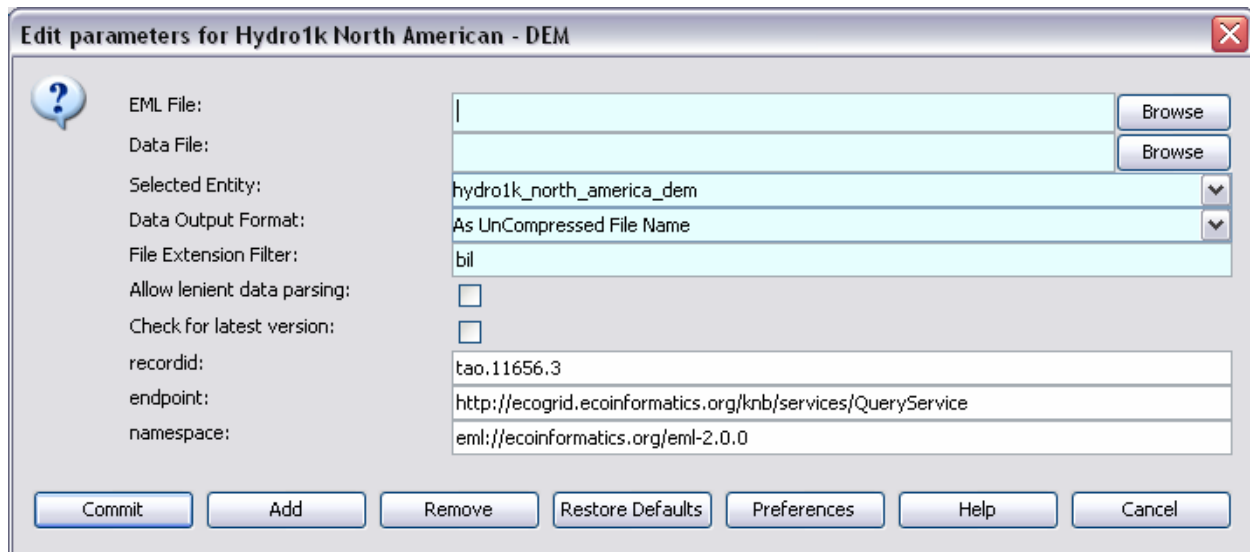 Edit parameters for Hydro1k North American - DEM
EML File:
Browse
Data File:
Browse
Selected Entity: hydro1k_north_america_dem
Data Output Format: As UnCompressed File Name
File Extension Filter: bil
Allow lenient data parsing:
Check for latest version:
recordid: tao.11656.3
endpoint: http://ecogrid.ecoinformatics.org/knb/services/QueryService
namespace: eml://ecoinformatics.org/eml-2.0.0
Commit Add Remove Restore Defaults Preferences Help Cancel